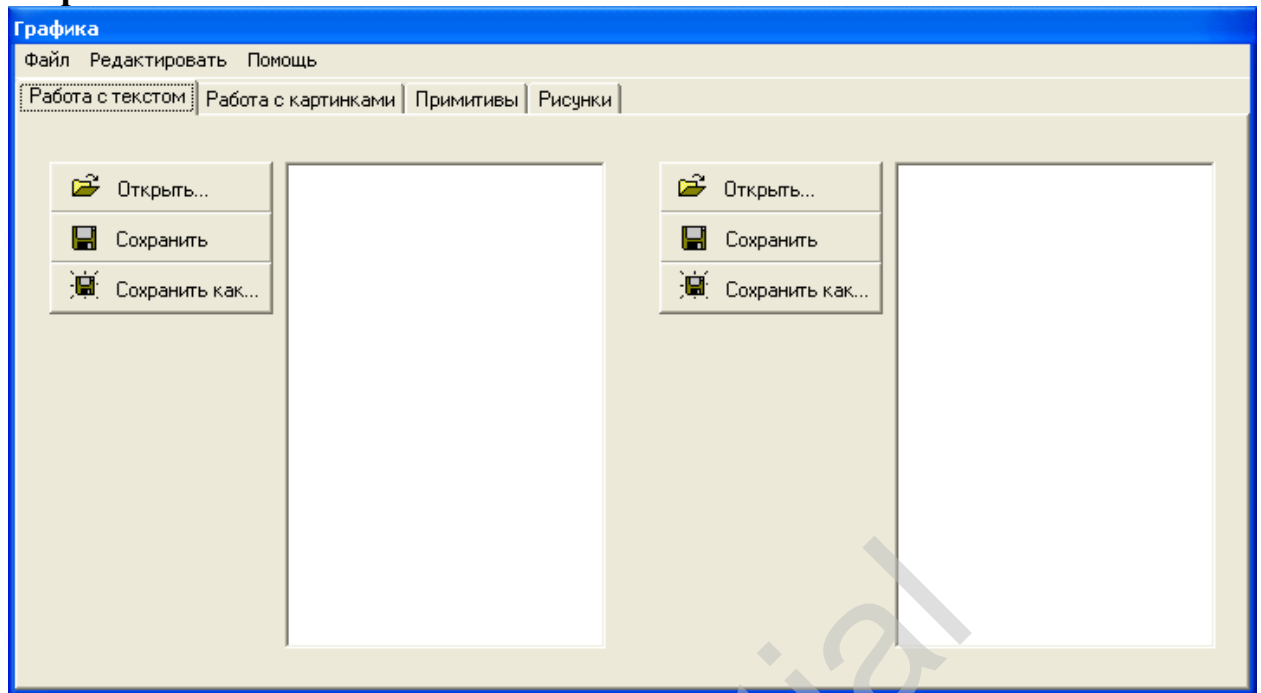 Графика
Файл Редактировать Помощь
Работа с текстом Работа с картинками Примитивы Рисунки
Открыть... Открыть...
Сохранить Сохранить
Сохранить как... Сохранить как...